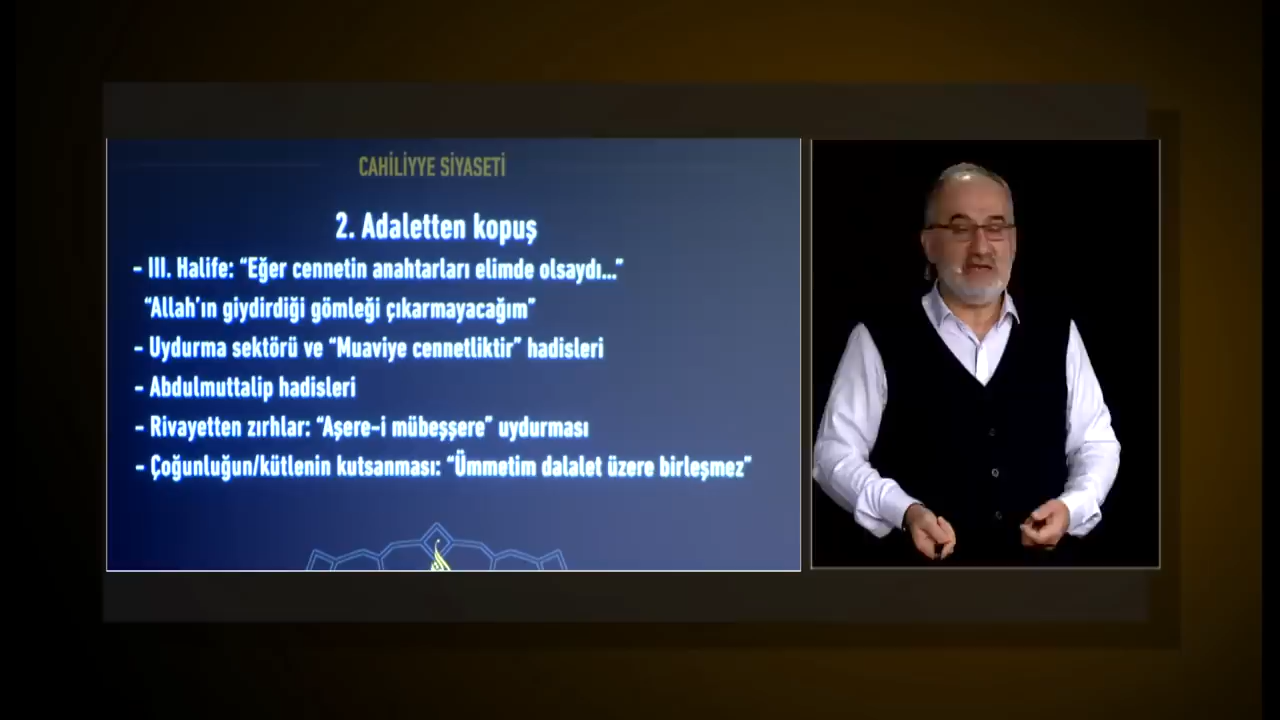 CAHİLİYYE SİYASETİ
2. Adaletten kopuş
- III. Halife: “Eğer cennetin anahtarları elimde olsaydı...”
“Allah’ın giydirdiği gömleği çıkarmayacağım”
- Uydurma sektörü ve “Muaviye cennetliktir” hadisleri
- Abdulmuttalip hadisleri
- Rivayetten zırhlar: “Aşere-i mübeşşere” uydurması
- Çoğunluğun/kütlenin kutsanması: “Ümmetim dalalet üzere birleşmez”